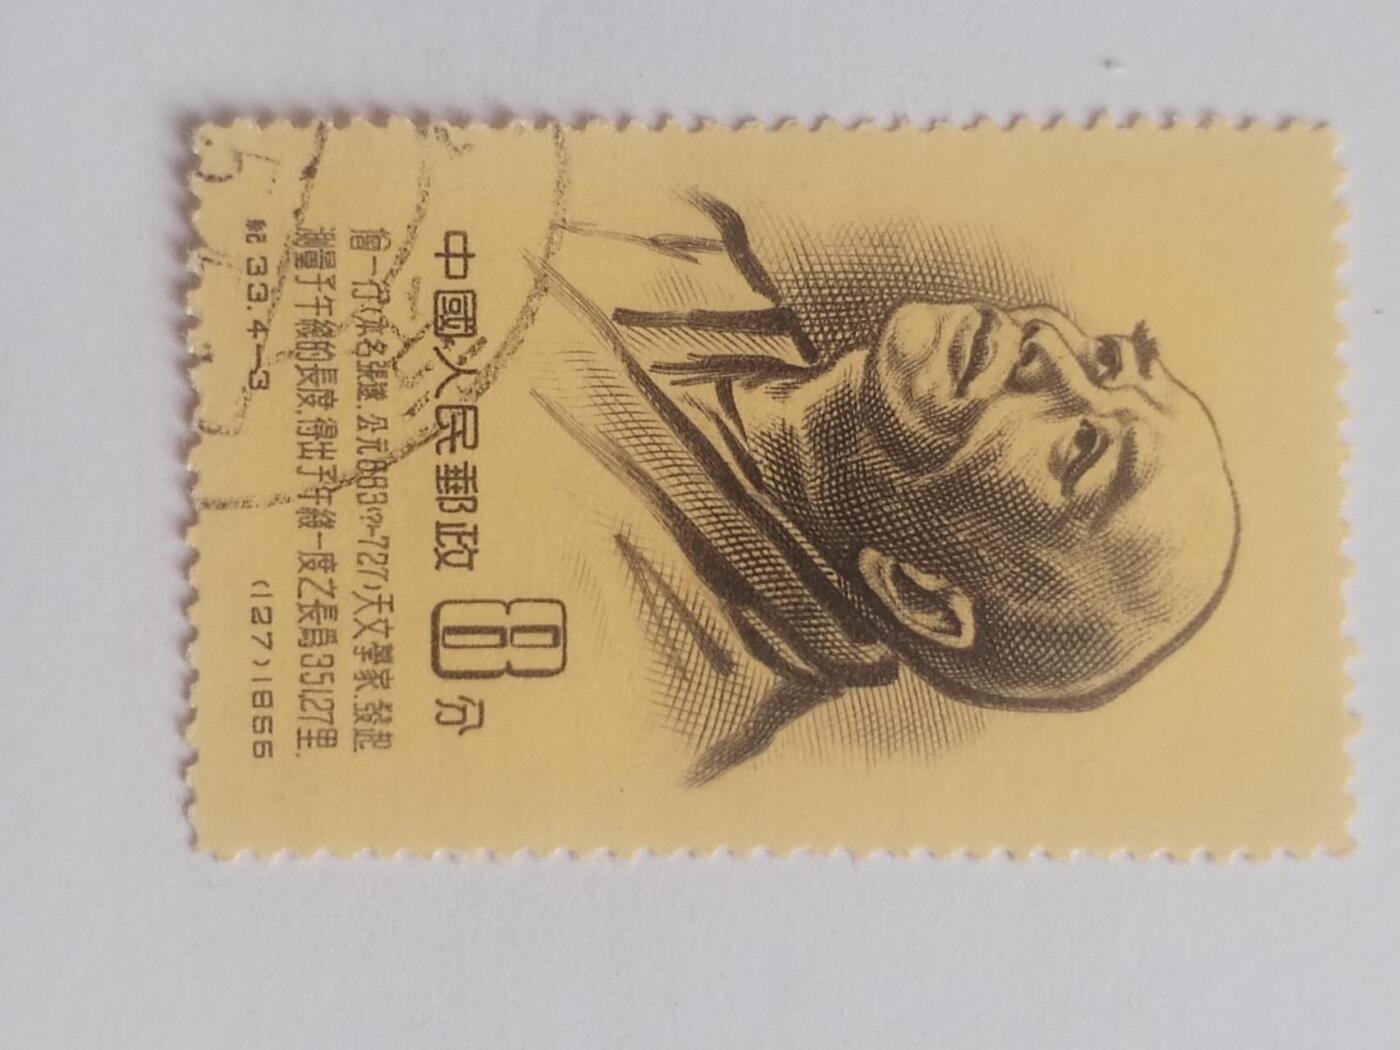 中國人民郵政 8分
僧一行(本名張遂.公元683(?)-727)天文學家.發起
測量子午線的長度,得出子午線一度之長爲351.27里.
紀33.4-3 (127)1955
5